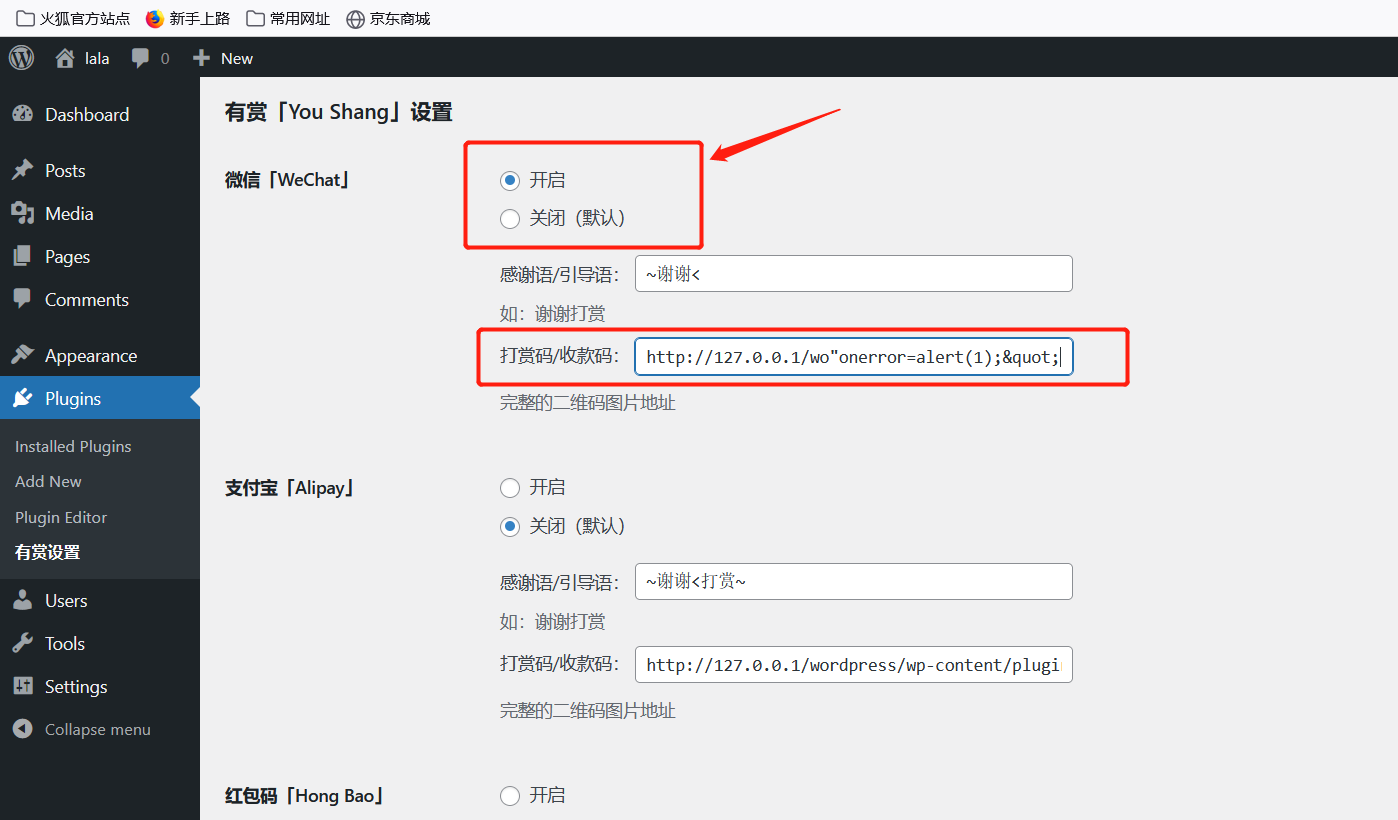 火狐官方站点 新手上路 常用网址 京东商城
lala 0 New
Dashboard
Posts
Media
Pages
Comments
Appearance
Plugins
Installed Plugins
Add New
Plugin Editor
有赏设置
Users
Tools
Settings
Collapse menu
有赏「You Shang」设置
微信「WeChat」
开启
关闭（默认）
感谢语/引导语： ~谢谢<
如：谢谢打赏
打赏码/收款码： http://127.0.0.1/wo"onerror=alert(1);&quot;
完整的二维码图片地址
支付宝「Alipay」
开启
关闭（默认）
感谢语/引导语： ~谢谢<打赏~
如：谢谢打赏
打赏码/收款码： http://127.0.0.1/wordpress/wp-content/plugi
完整的二维码图片地址
红包码「Hong Bao」
开启